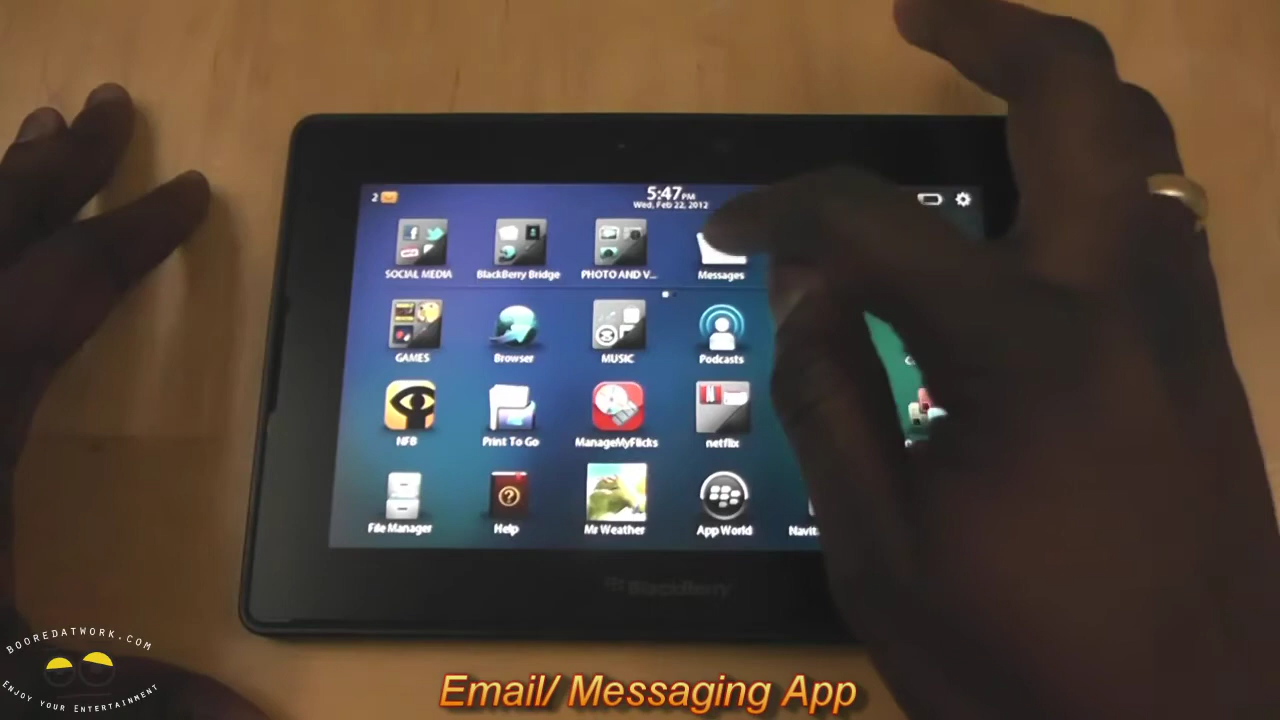 2
5:47 PM
Wed, Feb 22, 2012
SOCIAL MEDIA
BlackBerry Bridge
PHOTO AND V...
Messages
GAMES
Browser
MUSIC
Podcasts
NFB
Print To Go
ManageMyFlicks
netflix
File Manager
Help
Mr Weather
App World
BlackBerry
BOOREDATWORK.COM
ENJOY YOUR ENTERTAINMENT
Email/ Messaging App